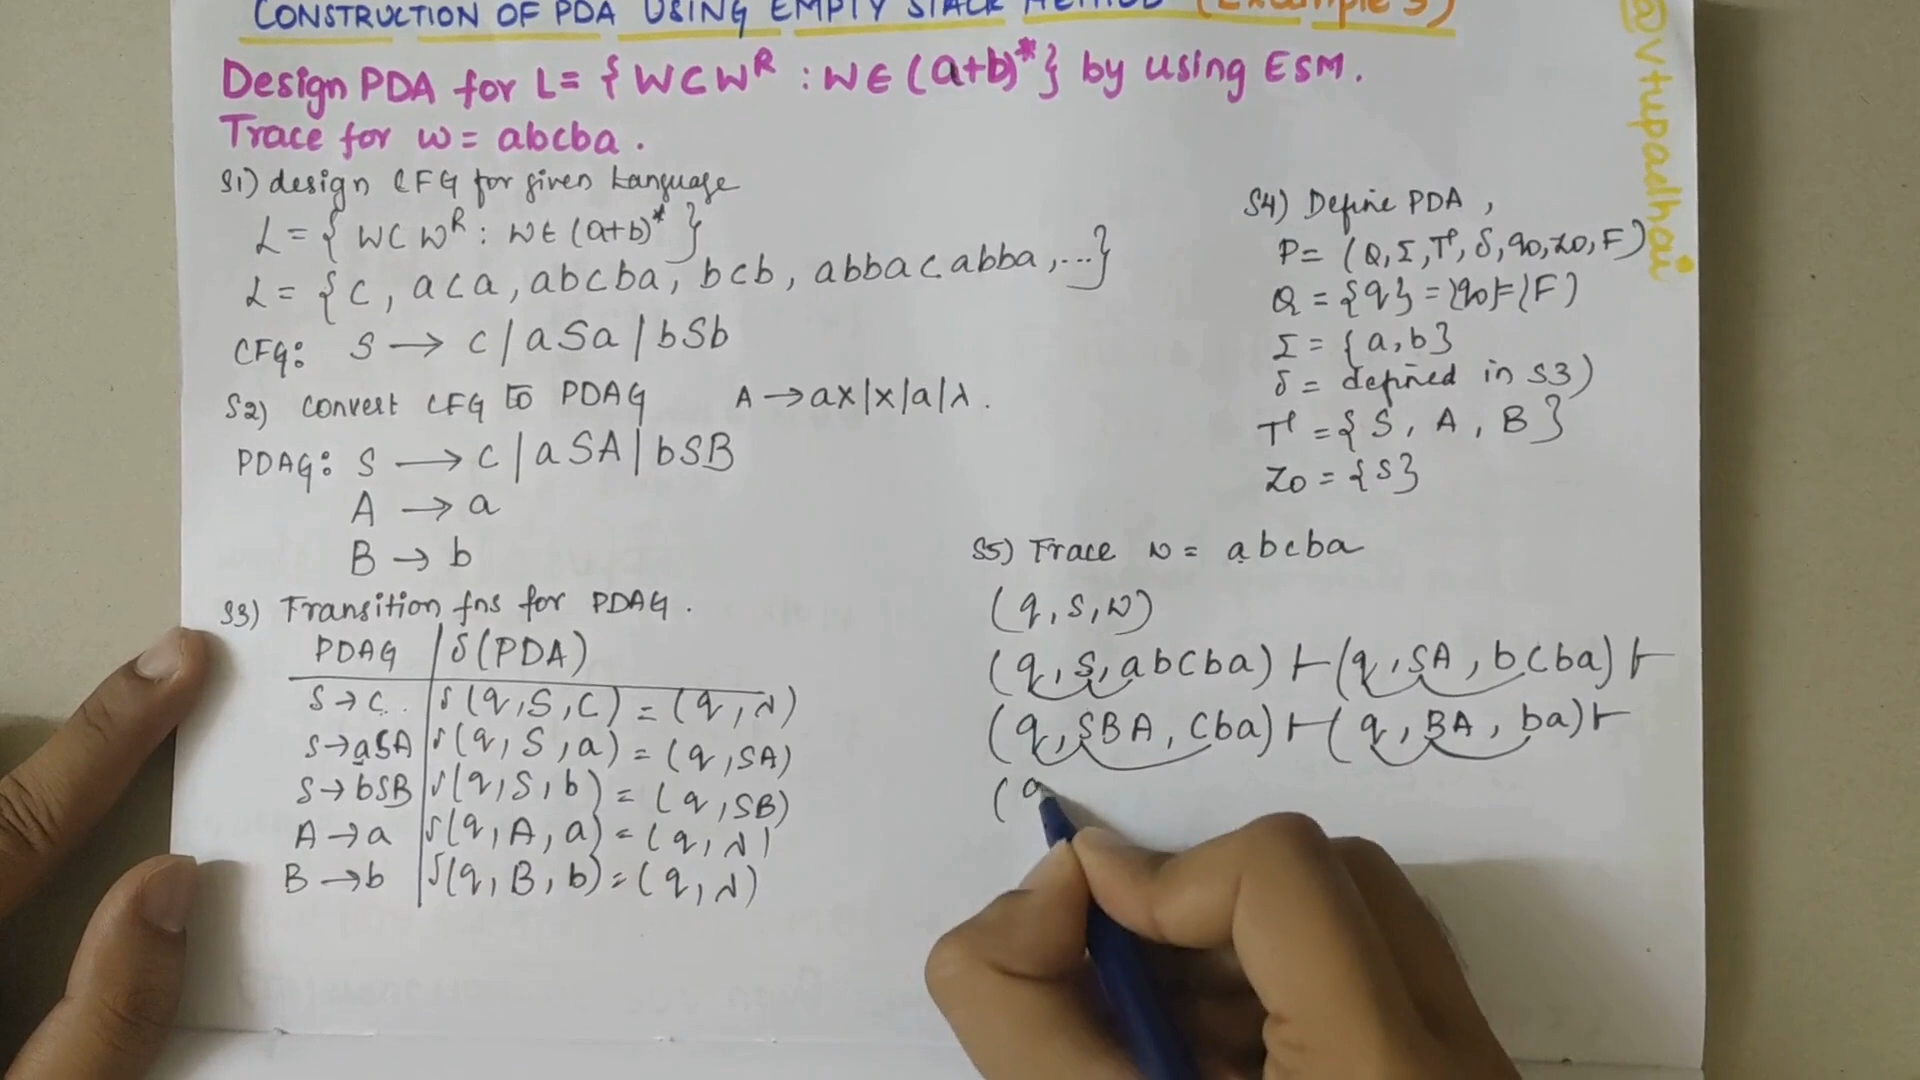 CONSTRUCTION OF PDA USING EMPTY STACK METHOD (Example 3)
Design PDA for L= { WCW^R : W∈(a+b)^* } by using ESM.
Trace for w= abcba.
S1) design CFG for given Language
L = { WCW^R : W∈(a+b)^* }
L = { c, aca, abcba, bcb, abbacabba, ...}
CFG: S → c | aSa | bSb
S2) Convert CFG to PDAG A → ax|x|a|λ.
PDAG: S → c | aSA | bSB
A → a
B → b
S3) Transition fns for PDAG.
PDAG | δ(PDA)
S→c. δ(q,S,C) = (q,λ)
S→aSA δ(q,S,a) = (q,SA)
S→bSB δ(q,S,b) = (q,SB)
A→a δ(q,A,a) = (q,λ)
B→b δ(q,B,b) = (q,λ)
S4) Define PDA,
P= (Q,Σ,Γ,δ,q0,z0,F)
Q = {q} = {q0} = {F}
Σ = {a,b}
δ = defined in S3)
Γ = {S, A, B}
Z0 = {S}
S5) Trace w = abcba
(q,S,w)
(q,S,abcba) ⊢ (q,SA,bcba) ⊢
(q,SBA,cba) ⊢ (q,BA,ba) ⊢
(q
@vtupadhai